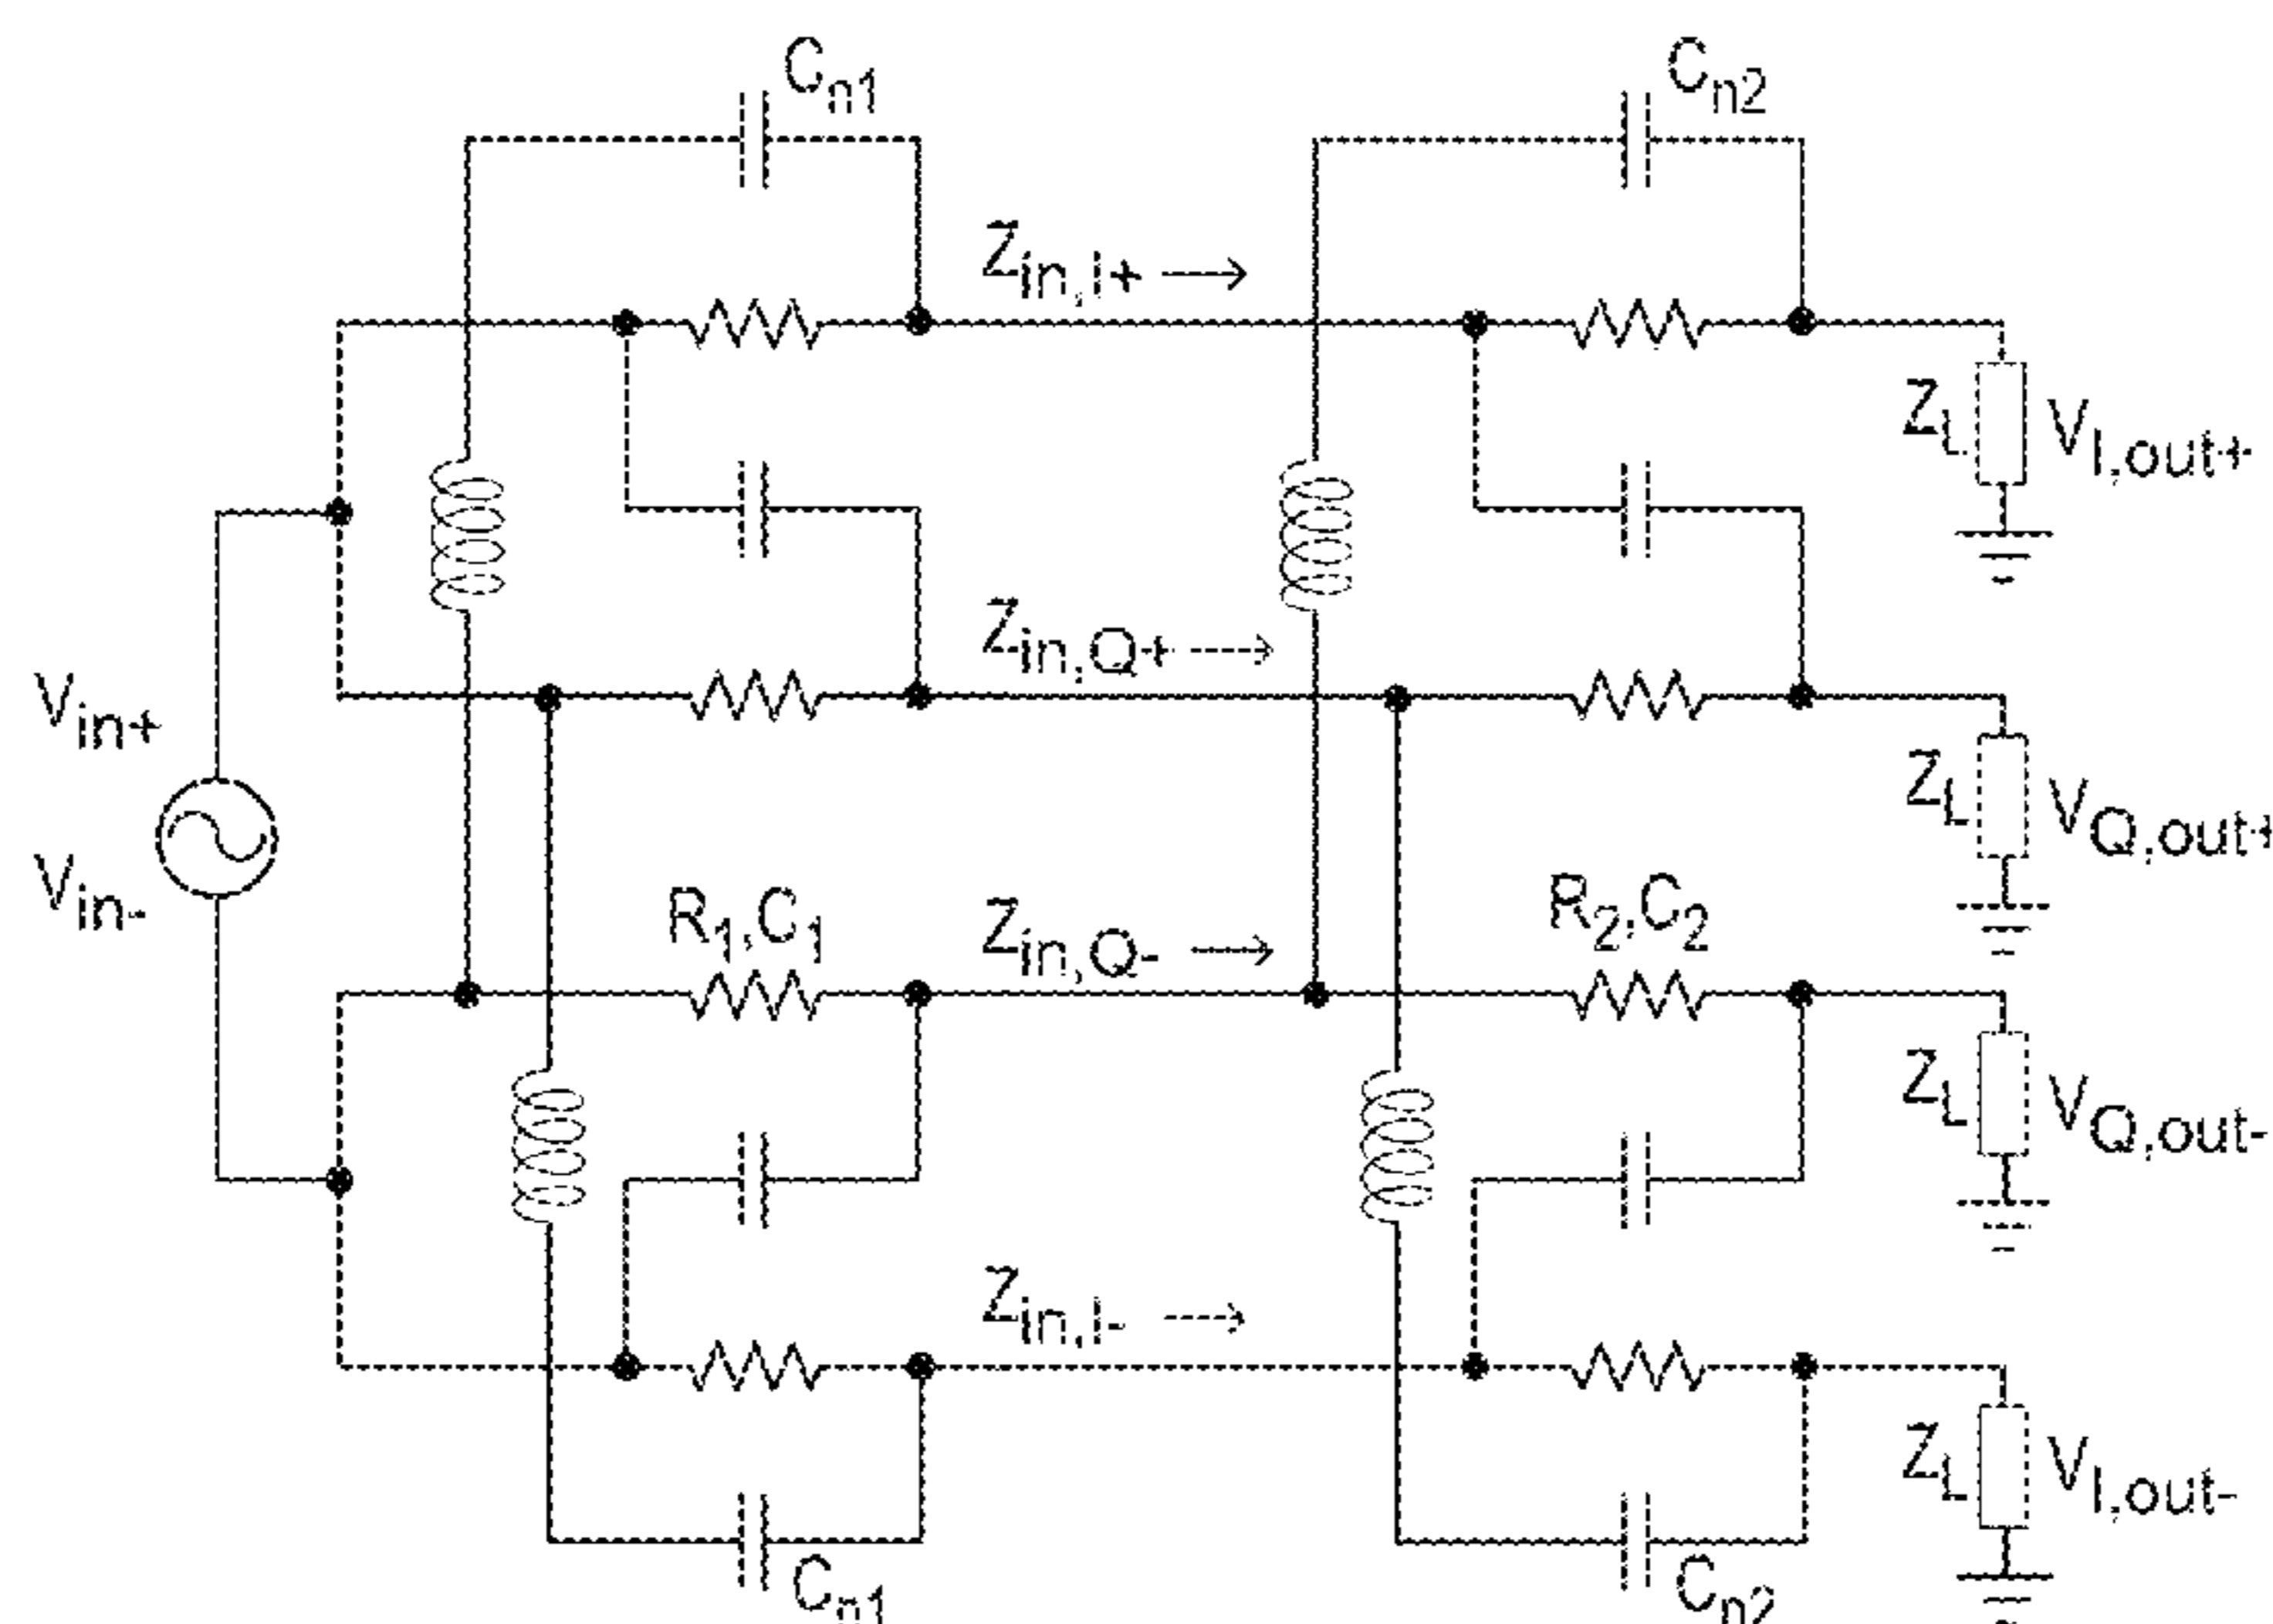 Cn1
Cn2
Zin,I+
ZL
VI,out+
Zin,Q+
Vin+
ZL
VQ,out+
Vin-
R1,C1
Zin,Q-
R2,C2
ZL
VQ,out-
Zin,I-
ZL
VI,out-
Cn1
Cn2